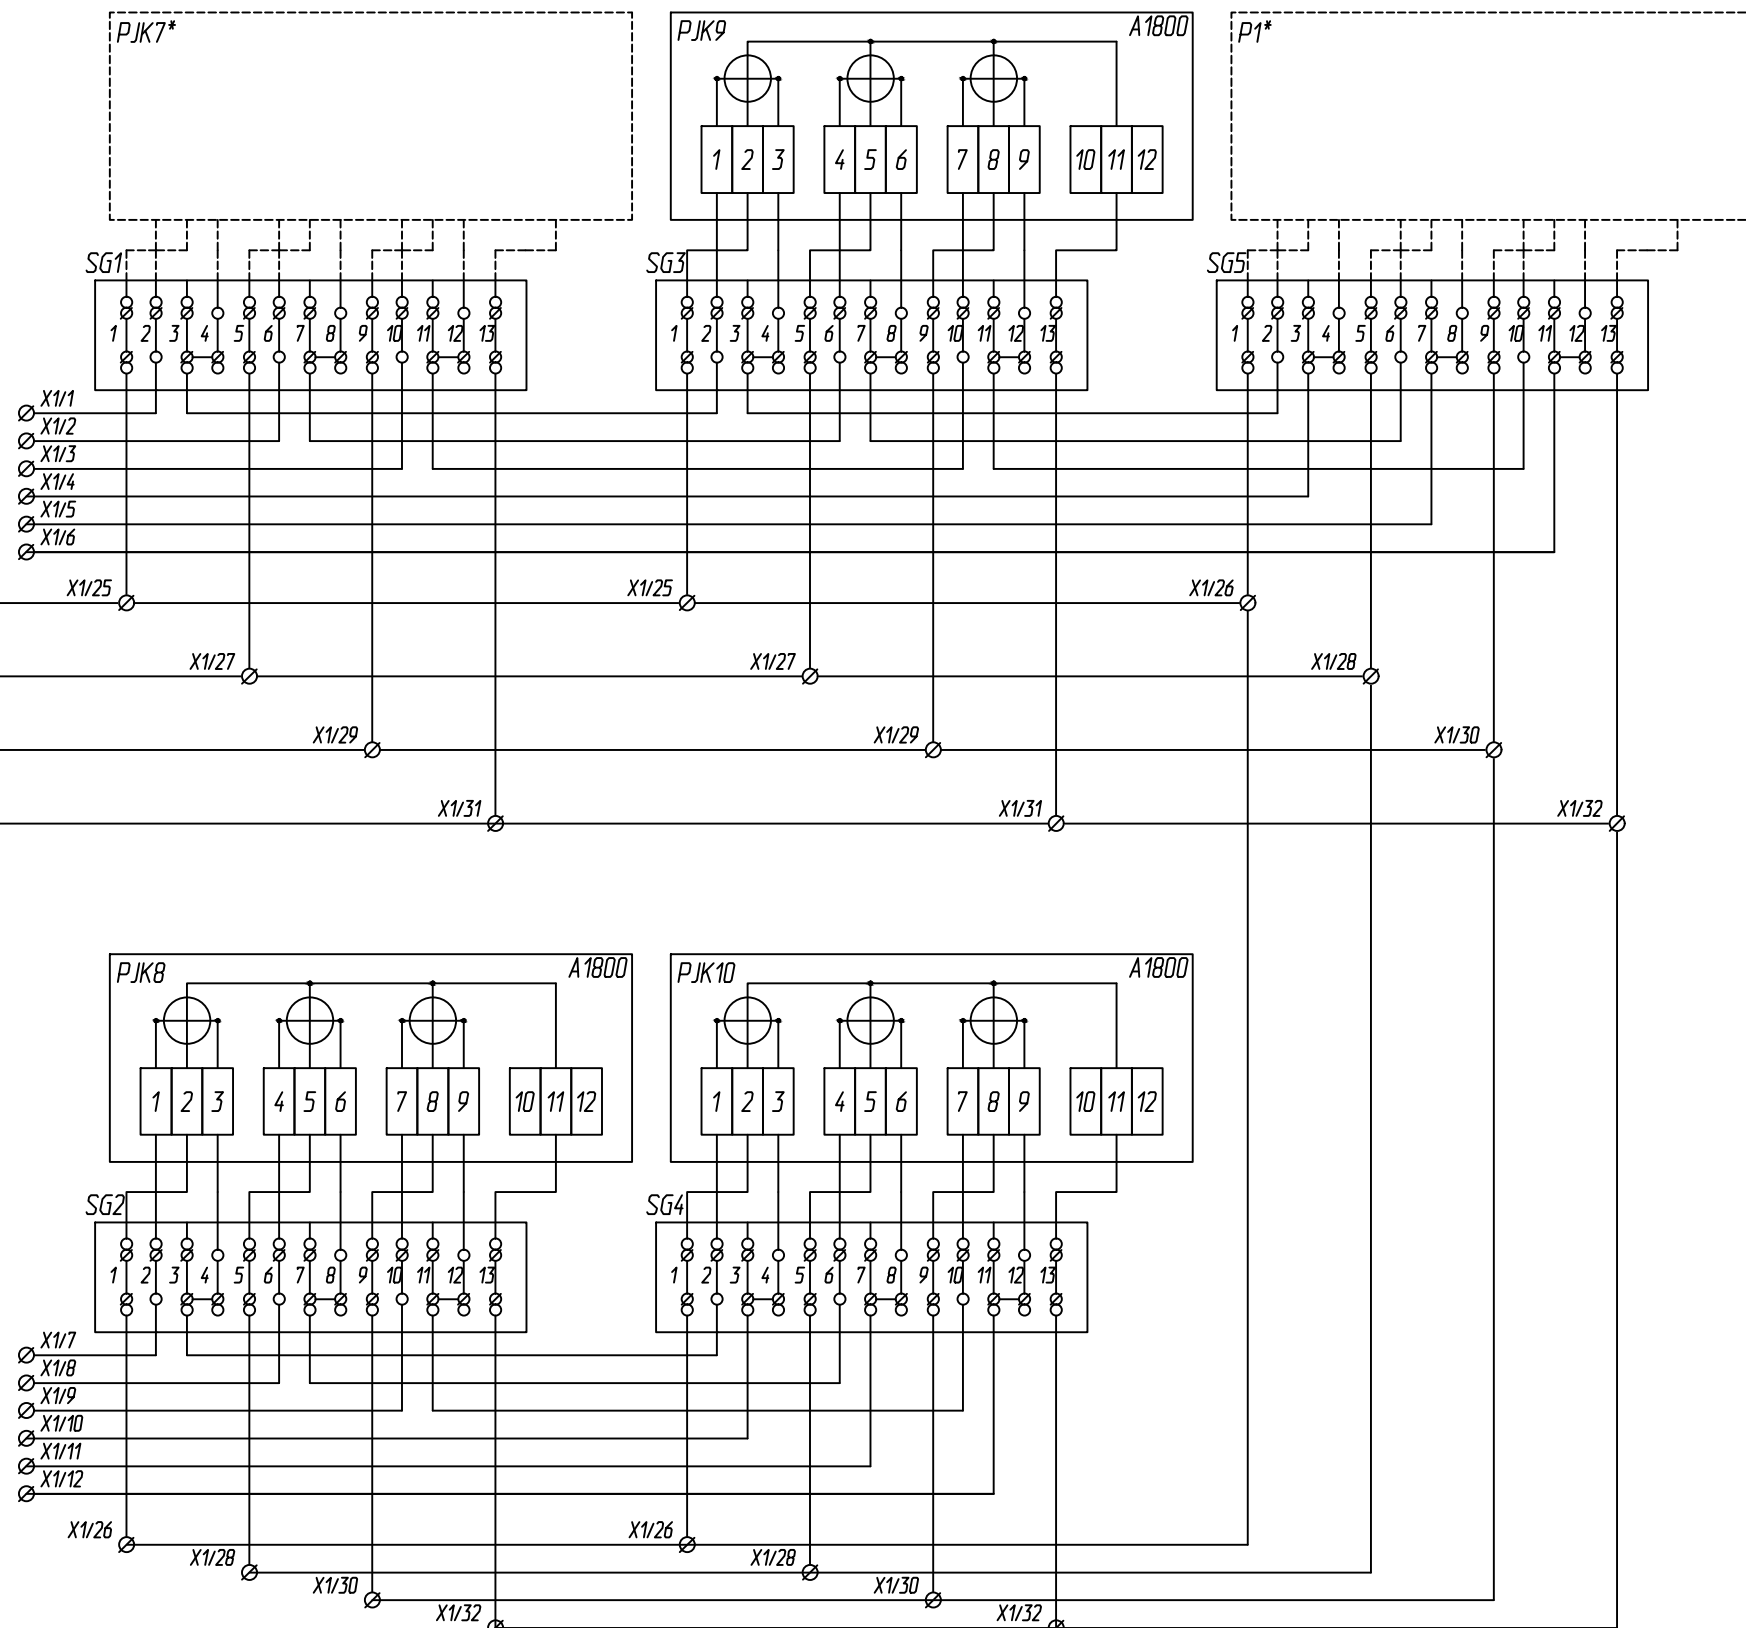 PJK7*
PJK9 A1800
P1*
1 2 3 4 5 6 7 8 9 10 11 12
SG1 SG3 SG5
1 2 3 4 5 6 7 8 9 10 11 12 13
1 2 3 4 5 6 7 8 9 10 11 12 13
1 2 3 4 5 6 7 8 9 10 11 12 13
X1/1
X1/2
X1/3
X1/4
X1/5
X1/6
X1/25 X1/25 X1/26
X1/27 X1/27 X1/28
X1/29 X1/29 X1/30
X1/31 X1/31 X1/32
PJK8 A1800
PJK10 A1800
1 2 3 4 5 6 7 8 9 10 11 12
1 2 3 4 5 6 7 8 9 10 11 12
SG2 SG4
1 2 3 4 5 6 7 8 9 10 11 12 13
1 2 3 4 5 6 7 8 9 10 11 12 13
X1/7
X1/8
X1/9
X1/10
X1/11
X1/12
X1/26 X1/26
X1/28 X1/28
X1/30 X1/30
X1/32 X1/32